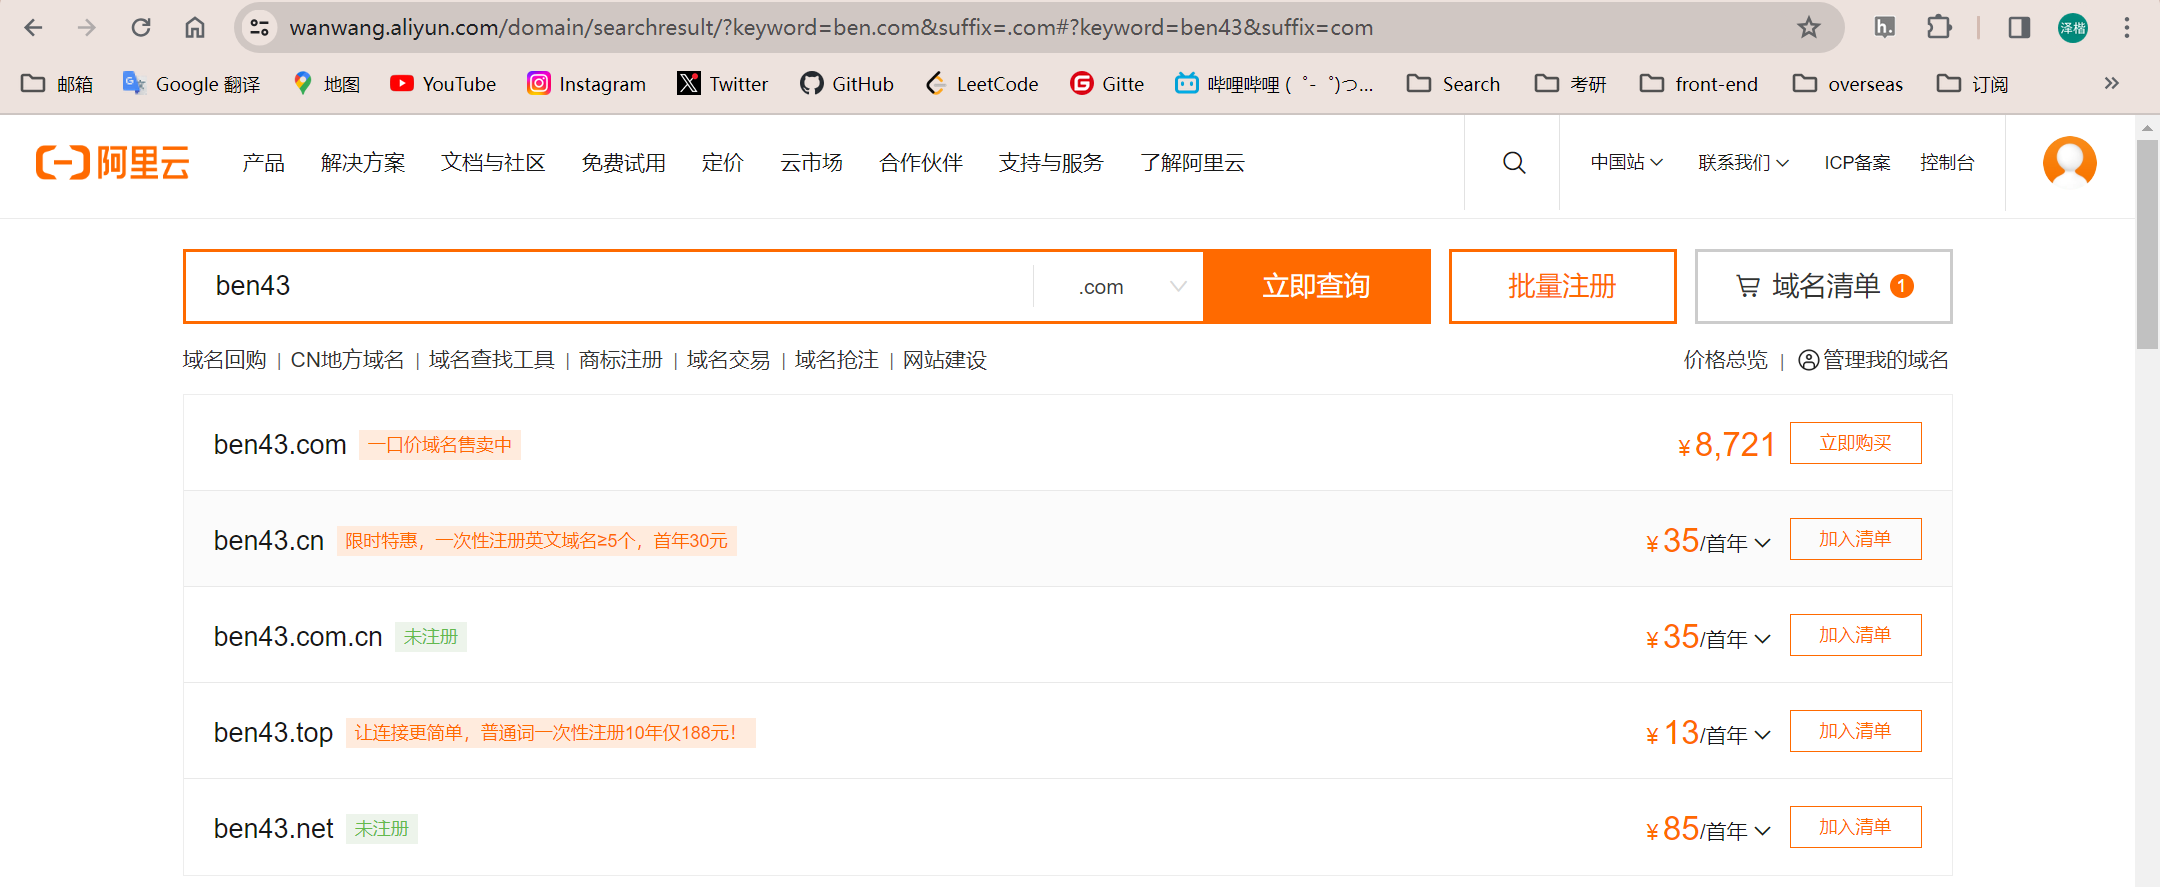 wanwang.aliyun.com/domain/searchresult/?keyword=ben.com&suffix=.com#?keyword=ben43&suffix=com h. 泽楷
邮箱 Google 翻译 地图 YouTube Instagram Twitter GitHub LeetCode Gitte 哔哩哔哩 ( ゜- ゜)つ... Search 考研 front-end overseas 订阅 »
阿里云 产品 解决方案 文档与社区 免费试用 定价 云市场 合作伙伴 支持与服务 了解阿里云 中国站 联系我们 ICP备案 控制台
ben43 .com 立即查询 批量注册 域名清单 1
域名回购 | CN地方域名 | 域名查找工具 | 商标注册 | 域名交易 | 域名抢注 | 网站建设 价格总览 | 管理我的域名
ben43.com 一口价域名售卖中 ¥8,721 立即购买
ben43.cn 限时特惠，一次性注册英文域名≥5个，首年30元 ¥35/首年 加入清单
ben43.com.cn 未注册 ¥35/首年 加入清单
ben43.top 让连接更简单，普通词一次性注册10年仅188元！ ¥13/首年 加入清单
ben43.net 未注册 ¥85/首年 加入清单